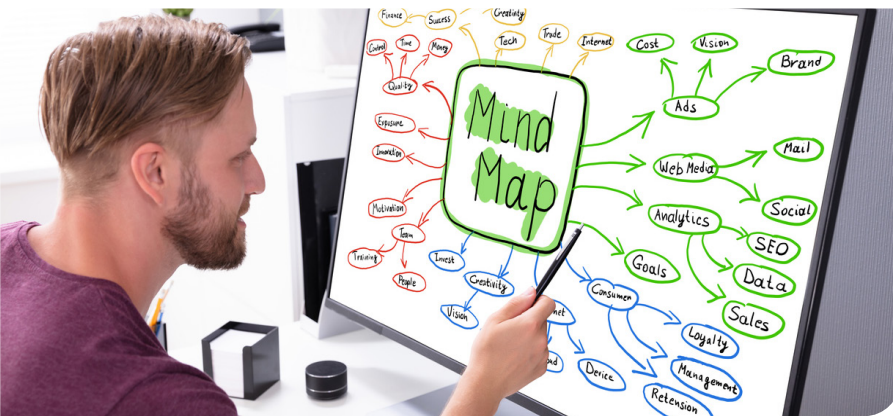 Finance
Success
Creativity
Tech
Trade
Internet
Control
Time
Money
Quality
Exposure
Innovation
Motivation
Team
Training
People
Mind
Map
Cost
Vision
Brand
Ads
Web Media
Mail
Social
Analytics
SEO
Data
Sales
Goals
Invest
Creativity
Vision
Device
Consumer
Loyalty
Management
Retension